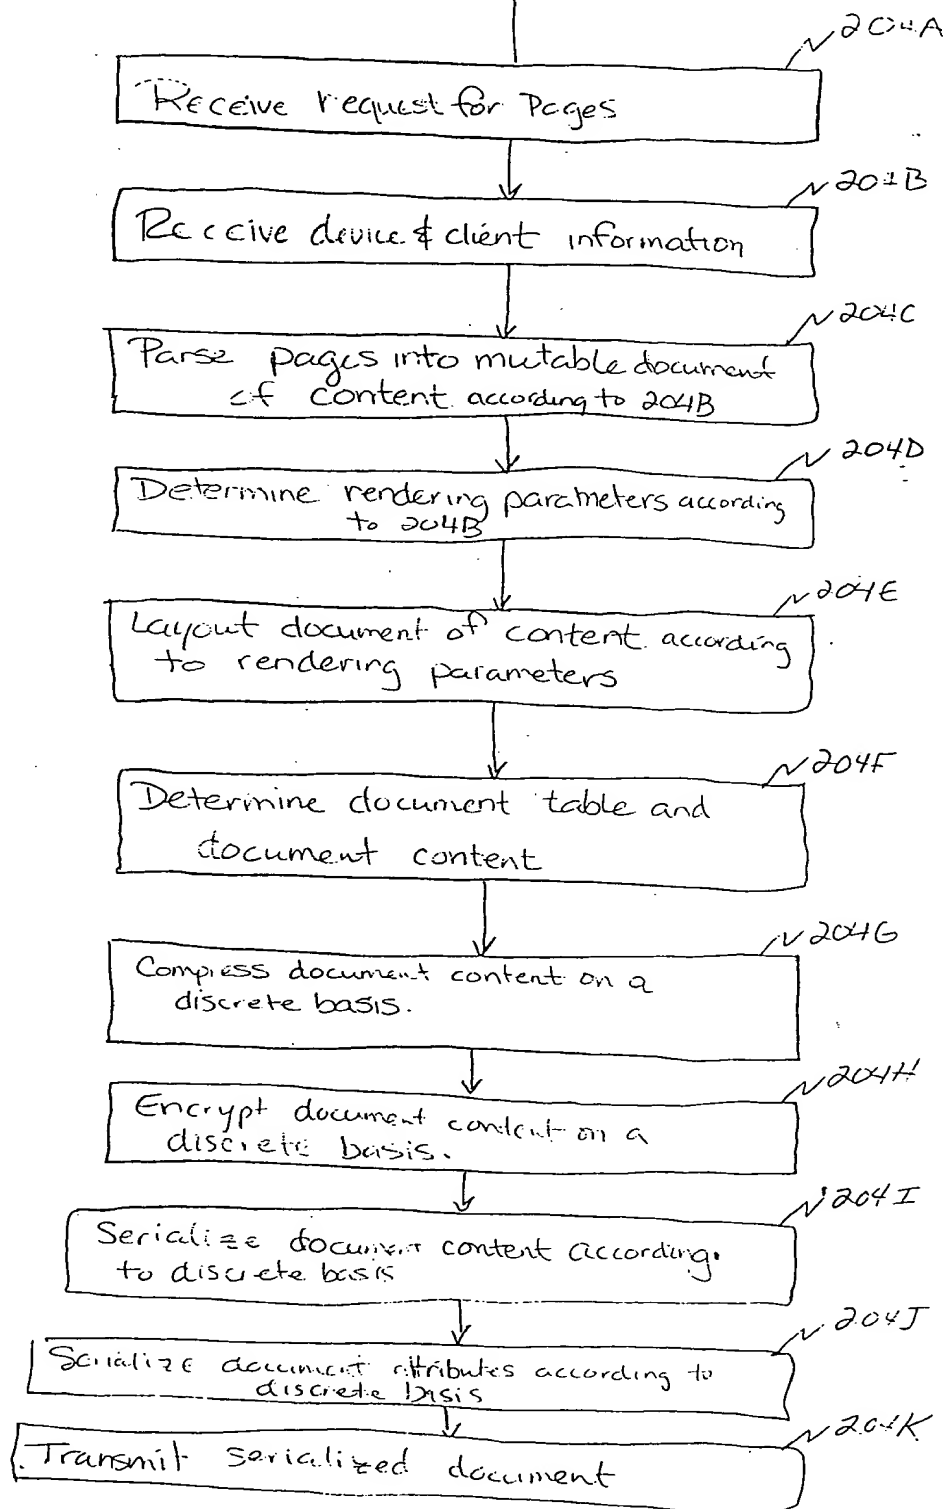 204A
Receive request for Pages
204B
Receive device & client information
204C
Parse pages into mutable document
of content according to 204B
204D
Determine rendering parameters according
to 204B
204E
Layout document of content according
to rendering parameters
204F
Determine document table and
document content
204G
Compress document content on a
discrete basis.
204H
Encrypt document content on a
discrete basis.
204I
Serialize document content according
to discrete basis
204J
Serialize document attributes according to
discrete basis
204K
Transmit serialized document